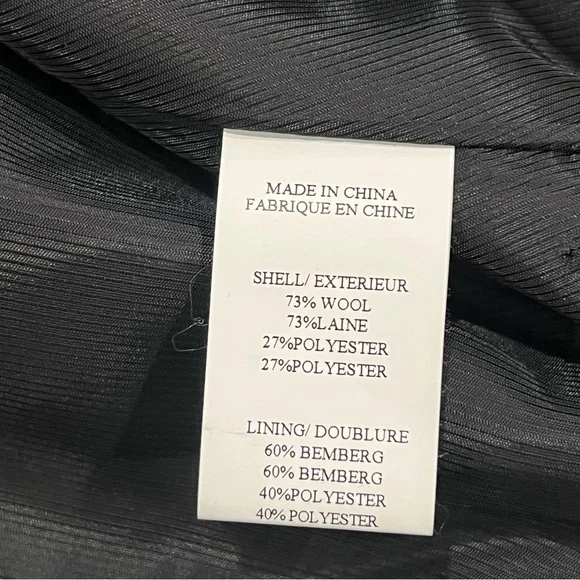 MADE IN CHINA
FABRIQUE EN CHINE
SHELL/ EXTERIEUR
73% WOOL
73%LAINE
27%POLYESTER
27%POLYESTER
LINING/ DOUBLURE
60% BEMBERG
60% BEMBERG
40%POLYESTER
40% POLYESTER